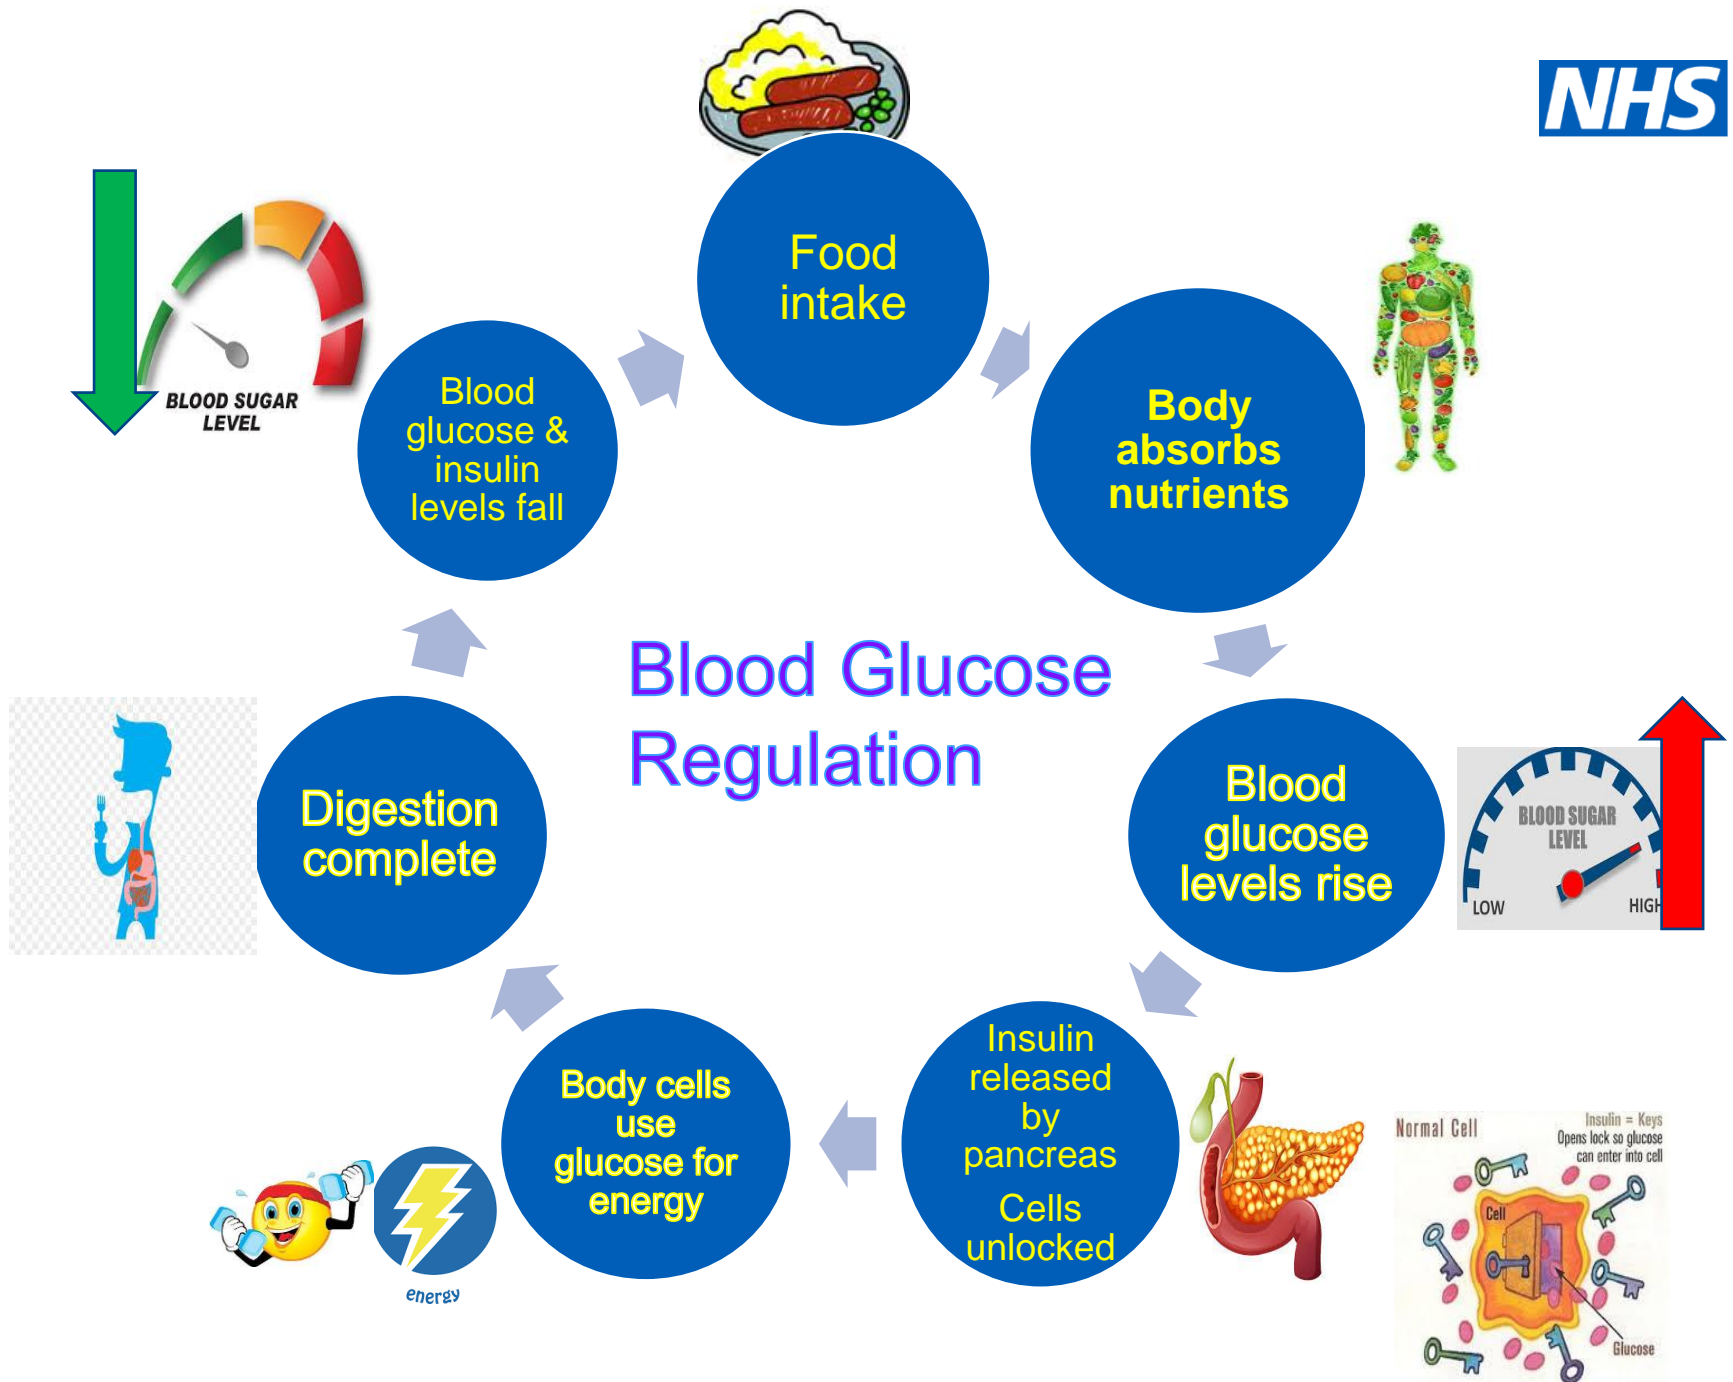 NHS
Food
intake
Body
absorbs
nutrients
Blood
glucose
levels rise
BLOOD SUGAR
LEVEL
LOW
HIGH
Insulin
released
by
pancreas
Cells
unlocked
Normal Cell
Insulin = Keys
Opens lock so glucose
can enter into cell
Cell
Glucose
Body cells
use
glucose for
energy
energy
Digestion
complete
Blood
glucose &
insulin
levels fall
BLOOD SUGAR
LEVEL
Blood Glucose
Regulation